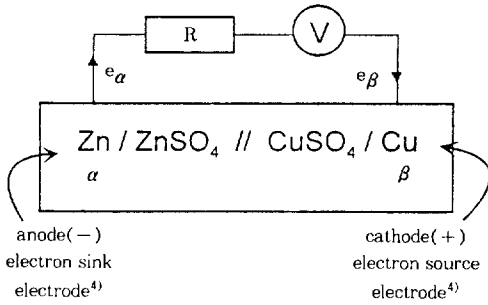 R V
eα eβ
Zn / ZnSO₄ // CuSO₄ / Cu
α β
anode(−) cathode(+)
electron sink electron source
electrode⁴⁾ electrode⁴⁾